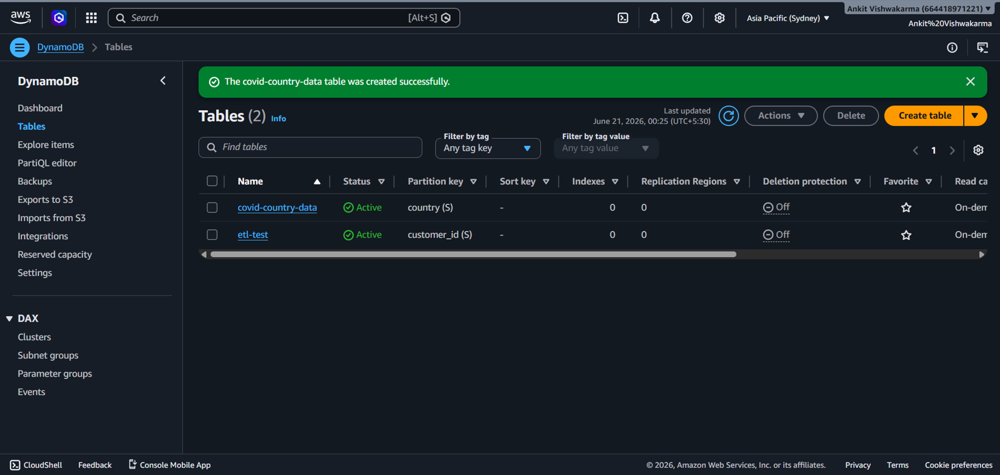 aws
Search
[Alt+S]
Asia Pacific (Sydney)
Ankit Vishwakarma (664418971221)
Ankit%20Vishwakarma
DynamoDB
Tables
DynamoDB
Dashboard
Tables
Explore items
PartiQL editor
Backups
Exports to S3
Imports from S3
Integrations
Reserved capacity
Settings
DAX
Clusters
Subnet groups
Parameter groups
Events
The covid-country-data table was created successfully.
Tables (2) Info
Last updated
June 21, 2026, 00:25 (UTC+5:30)
Actions
Delete
Create table
Find tables
Filter by tag
Any tag key
Filter by tag value
Any tag value
1
Name Status Partition key Sort key Indexes Replication Regions Deletion protection Favorite Read ca
covid-country-data Active country (S) - 0 0 Off On-dem
etl-test Active customer_id (S) - 0 0 Off On-dem
CloudShell Feedback Console Mobile App © 2026, Amazon Web Services, Inc. or its affiliates. Privacy Terms Cookie preferences